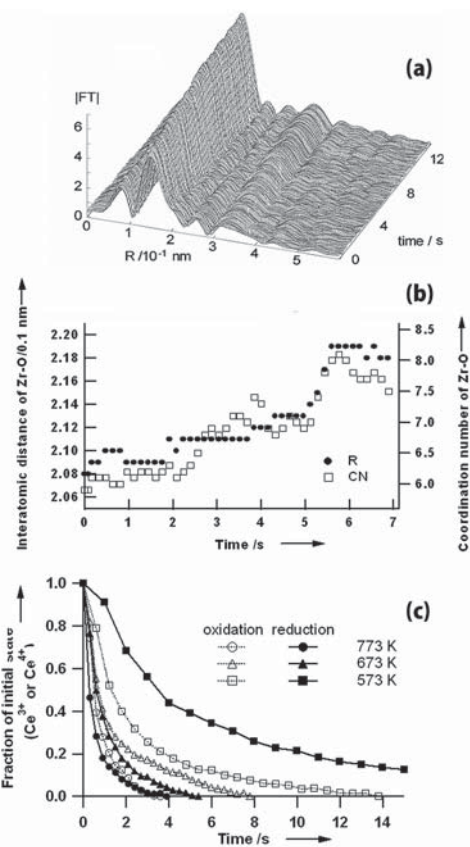 (a)
|FT|
6
4
2
0
0 1 2 3 4 5
R /10⁻¹ nm
0 4 8 12
time / s
(b)
Interatomic distance of Zr-O/0.1 nm
Coordination number of Zr-O
2.20
2.18
2.16
2.14
2.12
2.10
2.08
2.06
8.5
8.0
7.5
7.0
6.5
6.0
R
CN
0 1 2 3 4 5 6 7
Time /s
(c)
Fraction of initial state
(Ce³⁺ or Ce⁴⁺)
1.0
0.8
0.6
0.4
0.2
0.0
oxidation reduction
773 K
673 K
573 K
0 2 4 6 8 10 12 14
Time /s